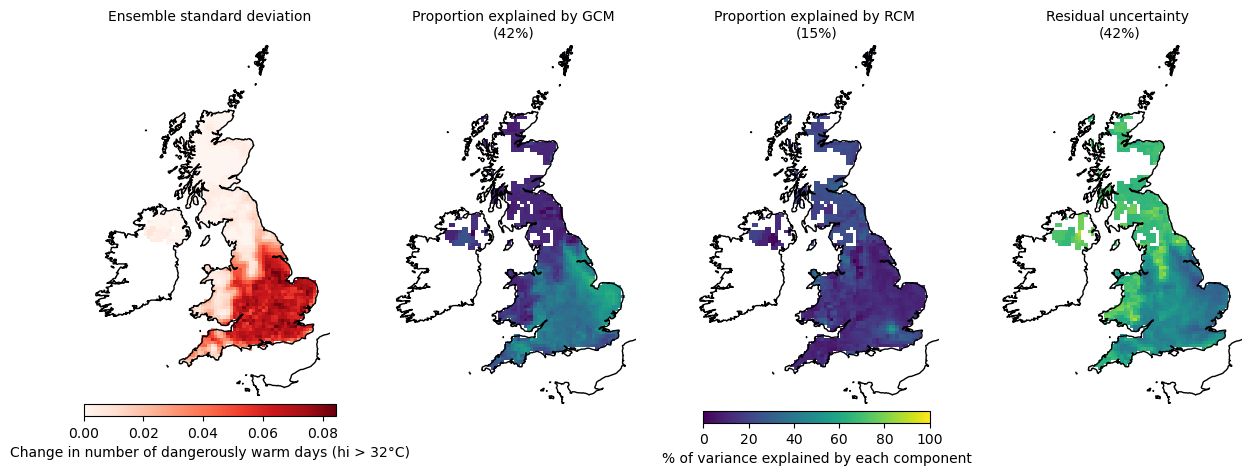 Ensemble standard deviation
Proportion explained by GCM
(42%)
Proportion explained by RCM
(15%)
Residual uncertainty
(42%)
0.00 0.02 0.04 0.06 0.08
Change in number of dangerously warm days (hi > 32°C)
0 20 40 60 80 100
% of variance explained by each component